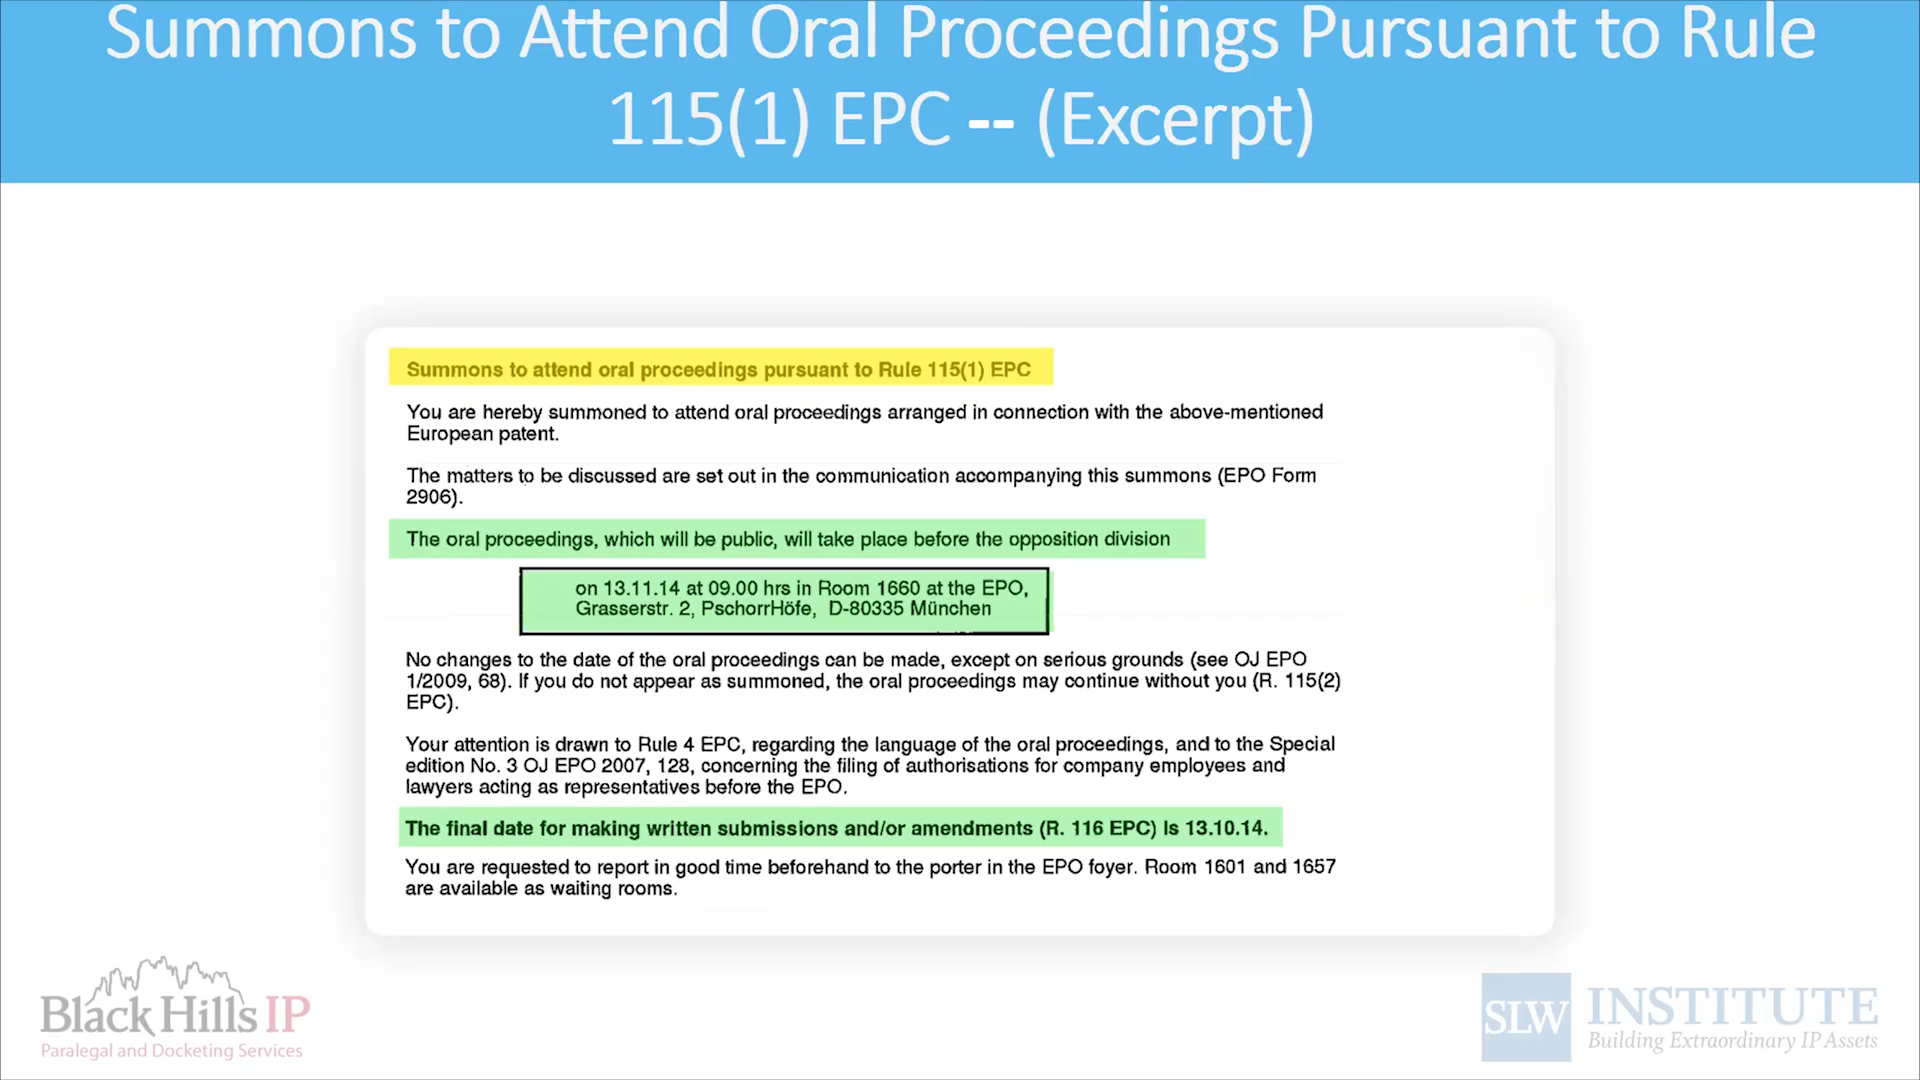 Summons to Attend Oral Proceedings Pursuant to Rule
115(1) EPC -- (Excerpt)
Summons to attend oral proceedings pursuant to Rule 115(1) EPC
You are hereby summoned to attend oral proceedings arranged in connection with the above-mentioned
European patent.
The matters to be discussed are set out in the communication accompanying this summons (EPO Form
2906).
The oral proceedings, which will be public, will take place before the opposition division
on 13.11.14 at 09.00 hrs in Room 1660 at the EPO,
Grasserstr. 2, PschorrHöfe, D-80335 München
No changes to the date of the oral proceedings can be made, except on serious grounds (see OJ EPO
1/2009, 68). If you do not appear as summoned, the oral proceedings may continue without you (R. 115(2)
EPC).
Your attention is drawn to Rule 4 EPC, regarding the language of the oral proceedings, and to the Special
edition No. 3 OJ EPO 2007, 128, concerning the filing of authorisations for company employees and
lawyers acting as representatives before the EPO.
The final date for making written submissions and/or amendments (R. 116 EPC) is 13.10.14.
You are requested to report in good time beforehand to the porter in the EPO foyer. Room 1601 and 1657
are available as waiting rooms.
Black Hills IP
Paralegal and Docketing Services
SLW INSTITUTE
Building Extraordinary IP Assets